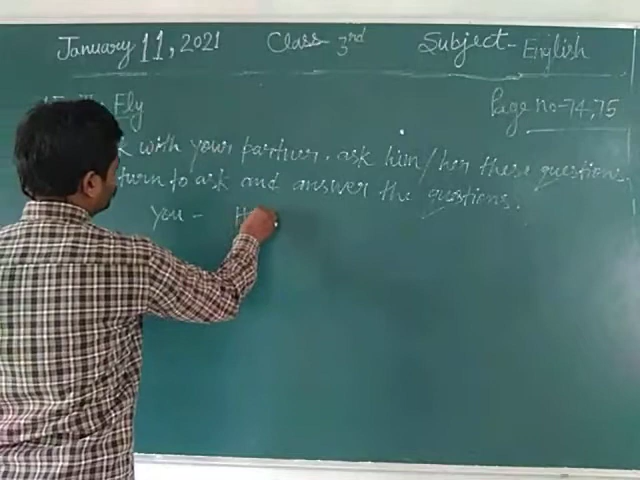 January 11, 2021 Class 3rd Subject - English
Fly Page no-74,75
with your partner. ask him/her these questions,
turn to ask and answer the questions.
you - H